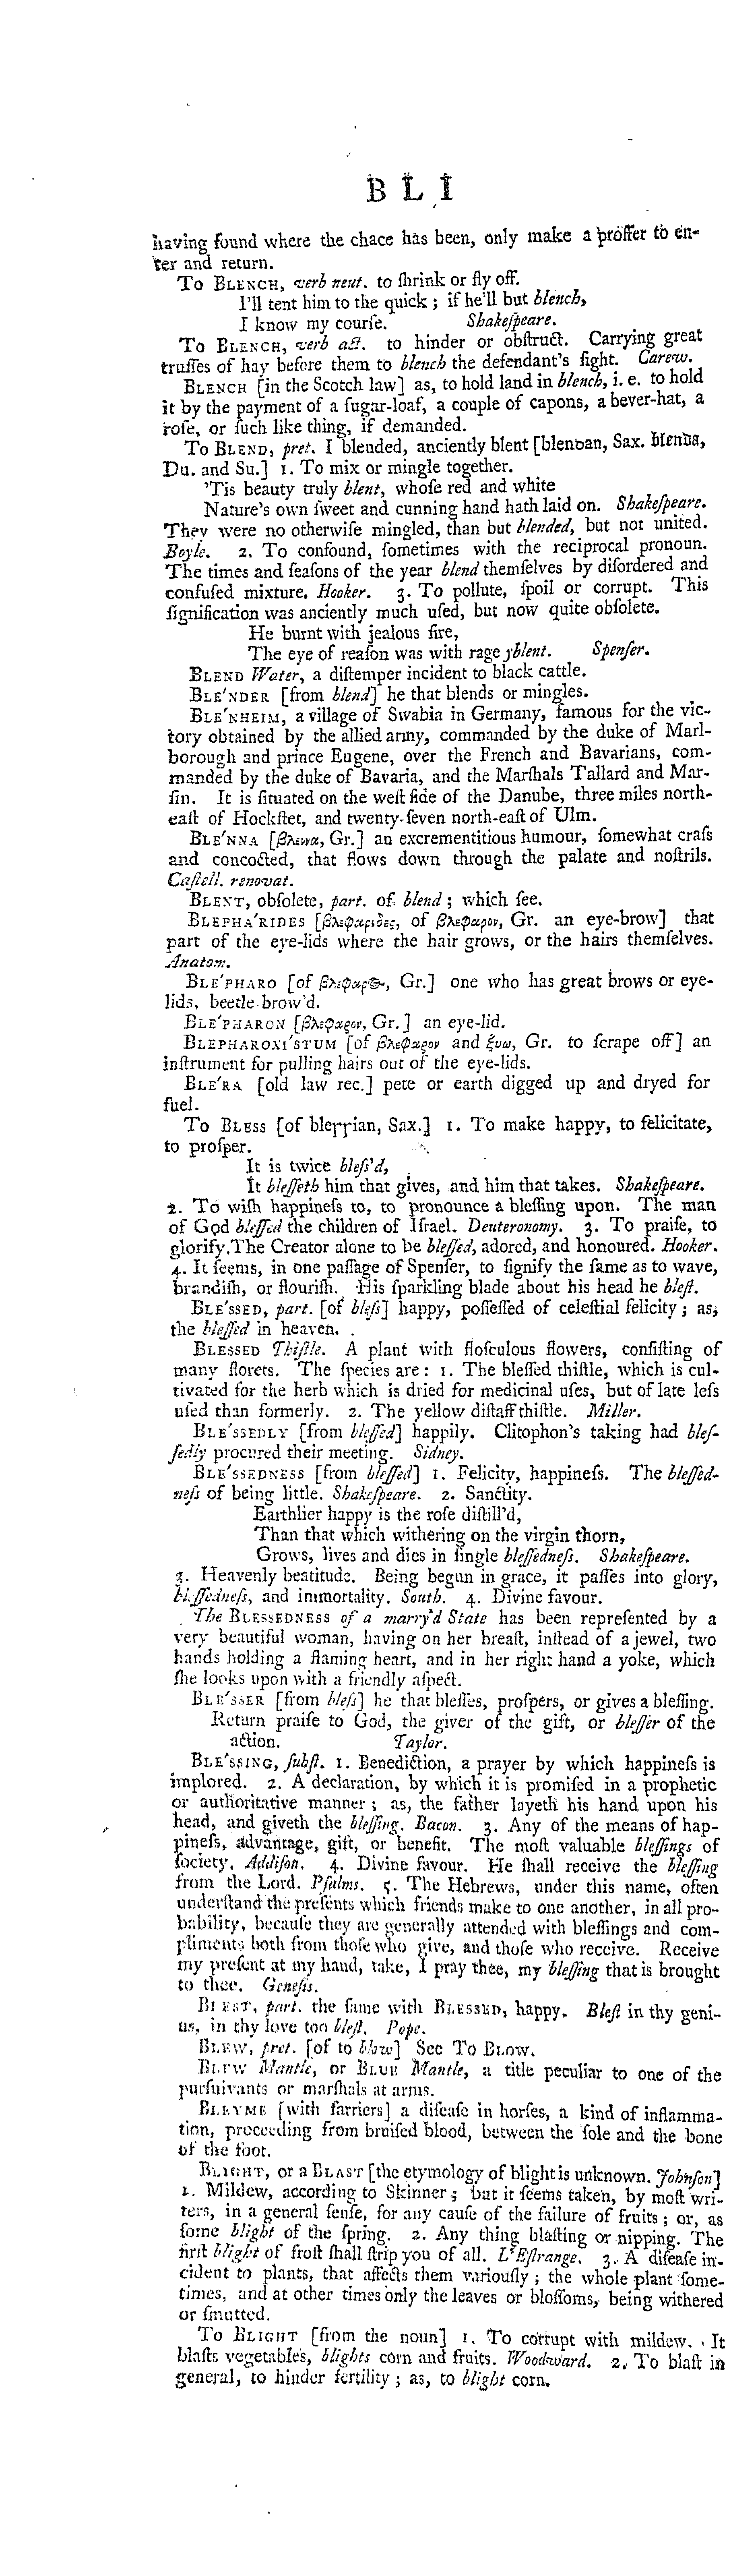 B L I
having found where the chace has been, only make a proffer to en-
ter and return.
To BLENCH, verb neut. to ſhrink or fly off.
I'll tent him to the quick; if he'll but blench,
I know my courſe. Shakeſpeare.
To BLENCH, verb act. to hinder or obſtruct. Carrying great
truſſes of hay before them to blench the defendant's ſight. Carew.
BLENCH [in the Scotch law] as, to hold land in blench, i. e. to hold
it by the payment of a ſugar-loaf, a couple of capons, a bever-hat, a
roſe, or ſuch like thing, if demanded.
To BLEND, pret. I blended, anciently blent [blenꝺan, Sax. blenda,
Du. and Su.] 1. To mix or mingle together.
'Tis beauty truly blent, whoſe red and white
Nature's own ſweet and cunning hand hath laid on. Shakeſpeare.
They were no otherwiſe mingled, than but blended, but not united.
Boyle. 2. To confound, ſometimes with the reciprocal pronoun.
The times and ſeaſons of the year blend themſelves by diſordered and
confuſed mixture. Hooker. 3. To pollute, ſpoil or corrupt. This
ſignification was anciently much uſed, but now quite obſolete.
He burnt with jealous fire,
The eye of reaſon was with rage yblent. Spenſer.
BLEND Water, a diſtemper incident to black cattle.
BLE'NDER [from blend] he that blends or mingles.
BLE'NHEIM, a village of Swabia in Germany, famous for the vic-
tory obtained by the allied army, commanded by the duke of Marl-
borough and prince Eugene, over the French and Bavarians, com-
manded by the duke of Bavaria, and the Marſhals Tallard and Mar-
ſin. It is ſituated on the weſt ſide of the Danube, three miles north-
eaſt of Hockſtet, and twenty-ſeven north-eaſt of Ulm.
BLE'NNA [βλεννα, Gr.] an excrementitious humour, ſomewhat craſs
and concocted, that flows down through the palate and noſtrils.
Caſtell. renovat.
BLENT, obſolete, part. of blend; which ſee.
BLEPHA'RIDES [βλεφαριδες, of βλεφαρον, Gr. an eye-brow] that
part of the eye-lids where the hair grows, or the hairs themſelves.
Anatom.
BLE'PHARO [of βλεφαρος, Gr.] one who has great brows or eye-
lids, beetle-brow'd.
BLE'PHARON [βλεφαρον, Gr.] an eye-lid.
BLEPHAROXI'STUM [of βλεφαρον and ξυω, Gr. to ſcrape off] an
inſtrument for pulling hairs out of the eye-lids.
BLE'RA [old law rec.] pete or earth digged up and dryed for
fuel.
To BLESS [of bleꞅꞅian, Sax.] 1. To make happy, to felicitate,
to proſper.
It is twice bleſs'd,
It bleſſeth him that gives, and him that takes. Shakeſpeare.
2. To wiſh happineſs to, to pronounce a bleſſing upon. The man
of God bleſſed the children of Iſrael. Deuteronomy. 3. To praiſe, to
glorify. The Creator alone to be bleſſed, adored, and honoured. Hooker.
4. It ſeems, in one paſſage of Spenſer, to ſignify the ſame as to wave,
brandiſh, or flouriſh. His ſparkling blade about his head he bleſt.
BLE'SSED, part. [of bleſs] happy, poſſeſſed of celeſtial felicity; as,
the bleſſed in heaven.
BLESSED Thiſtle. A plant with floſculous flowers, conſiſting of
many florets. The ſpecies are: 1. The bleſſed thiſtle, which is cul-
tivated for the herb which is dried for medicinal uſes, but of late leſs
uſed than formerly. 2. The yellow diſtaff thiſtle. Miller.
BLE'SSEDLY [from bleſſed] happily. Clitophon's taking had bleſ-
ſedly procured their meeting. Sidney.
BLE'SSEDNESS [from bleſſed] 1. Felicity, happineſs. The bleſſed-
neſs of being little. Shakeſpeare. 2. Sanctity.
Earthlier happy is the roſe diſtill'd,
Than that which withering on the virgin thorn,
Grows, lives and dies in ſingle bleſſedneſs. Shakeſpeare.
3. Heavenly beatitude. Being begun in grace, it paſſes into glory,
bleſſedneſs, and immortality. South. 4. Divine favour.
The BLESSEDNESS of a marry'd State has been repreſented by a
very beautiful woman, having on her breaſt, inſtead of a jewel, two
hands holding a flaming heart, and in her right hand a yoke, which
ſhe looks upon with a friendly aſpect.
BLE'SSER [from bleſs] he that bleſſes, proſpers, or gives a bleſſing.
Return praiſe to God, the giver of the gift, or bleſſer of the
action. Taylor.
BLE'SSING, ſubſt. 1. Benediction, a prayer by which happineſs is
implored. 2. A declaration, by which it is promiſed in a prophetic
or authoritative manner; as, the father layeth his hand upon his
head, and giveth the bleſſing. Bacon. 3. Any of the means of hap-
pineſs, advantage, gift, or benefit. The moſt valuable bleſſings of
ſociety. Addiſon. 4. Divine favour. He ſhall receive the bleſſing
from the Lord. Pſalms. 5. The Hebrews, under this name, often
underſtand the preſents which friends make to one another, in all pro-
bability, becauſe they are generally attended with bleſſings and com-
pliments both from thoſe who give, and thoſe who receive. Receive
my preſent at my hand, take, I pray thee, my bleſſing that is brought
to thee. Geneſis.
BLEST, part. the ſame with BLESSED, happy. Bleſt in thy geni-
us, in thy love too bleſt. Pope.
BLEW, pret. [of to blow] See To BLOW.
BLEW Mantle, or BLUE Mantle, a title peculiar to one of the
purſuivants or marſhals at arms.
BLEYME [with farriers] a diſeaſe in horſes, a kind of inflamma-
tion, proceeding from bruiſed blood, between the ſole and the bone
of the foot.
BLIGHT, or a BLAST [the etymology of blight is unknown. Johnſon]
1. Mildew, according to Skinner; but it ſeems taken, by moſt wri-
ters, in a general ſenſe, for any cauſe of the failure of fruits; or, as
ſome blight of the ſpring. 2. Any thing blaſting or nipping. The
firſt blight of froſt ſhall ſtrip you of all. L'Eſtrange. 3. A diſeaſe in-
cident to plants, that affects them variouſly; the whole plant ſome-
times, and at other times only the leaves or bloſſoms, being withered
or ſmutted.
To BLIGHT [from the noun] 1. To corrupt with mildew. It
blaſts vegetables, blights corn and fruits. Woodward. 2. To blaſt in
general, to hinder fertility; as, to blight corn.